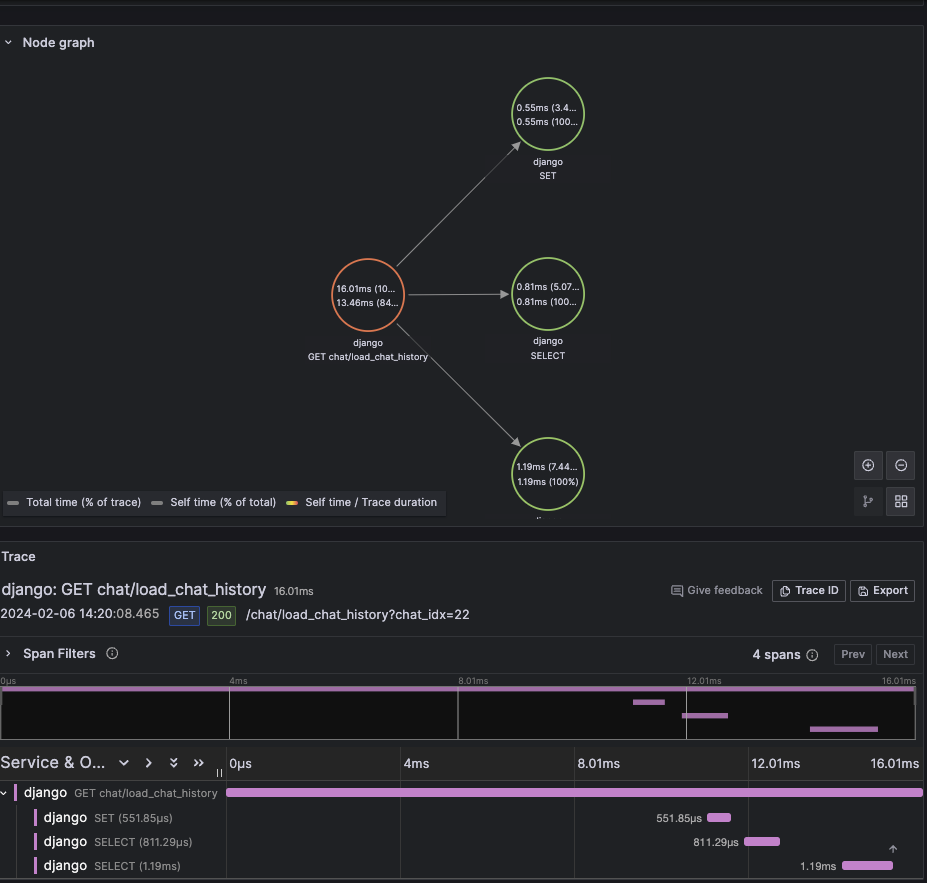 Node graph
0.55ms (3.4...
0.55ms (100...
django
SET
16.01ms (10...
13.46ms (84...
django
GET chat/load_chat_history
0.81ms (5.07...
0.81ms (100...
django
SELECT
1.19ms (7.44...
1.19ms (100%)
Total time (% of trace) Self time (% of total) Self time / Trace duration
Trace
django: GET chat/load_chat_history 16.01ms
Give feedback Trace ID Export
2024-02-06 14:20:08.465 GET 200 /chat/load_chat_history?chat_idx=22
Span Filters 4 spans Prev Next
0μs 4ms 8.01ms 12.01ms 16.01ms
Service & O... 0μs 4ms 8.01ms 12.01ms 16.01ms
django GET chat/load_chat_history
django SET (551.85μs) 551.85μs
django SELECT (811.29μs) 811.29μs
django SELECT (1.19ms) 1.19ms